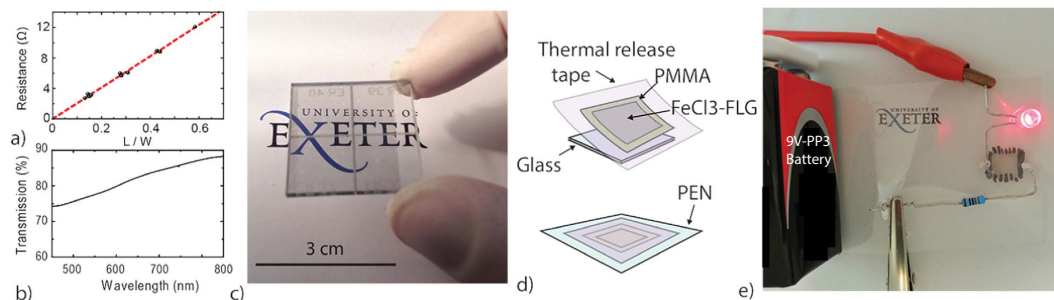 Resistance (Ω)
12
8
4
0
0
0.2
0.4
0.6
L / W
a)
Transmission (%)
100
90
80
70
60
500
600
700
800
Wavelength (nm)
b)
UNIVERSITY OF
EXETER
3 cm
c)
Thermal release
tape
PMMA
FeCl3-FLG
Glass
PEN
d)
UNIVERSITY OF
EXETER
9V-PP3
Battery
e)